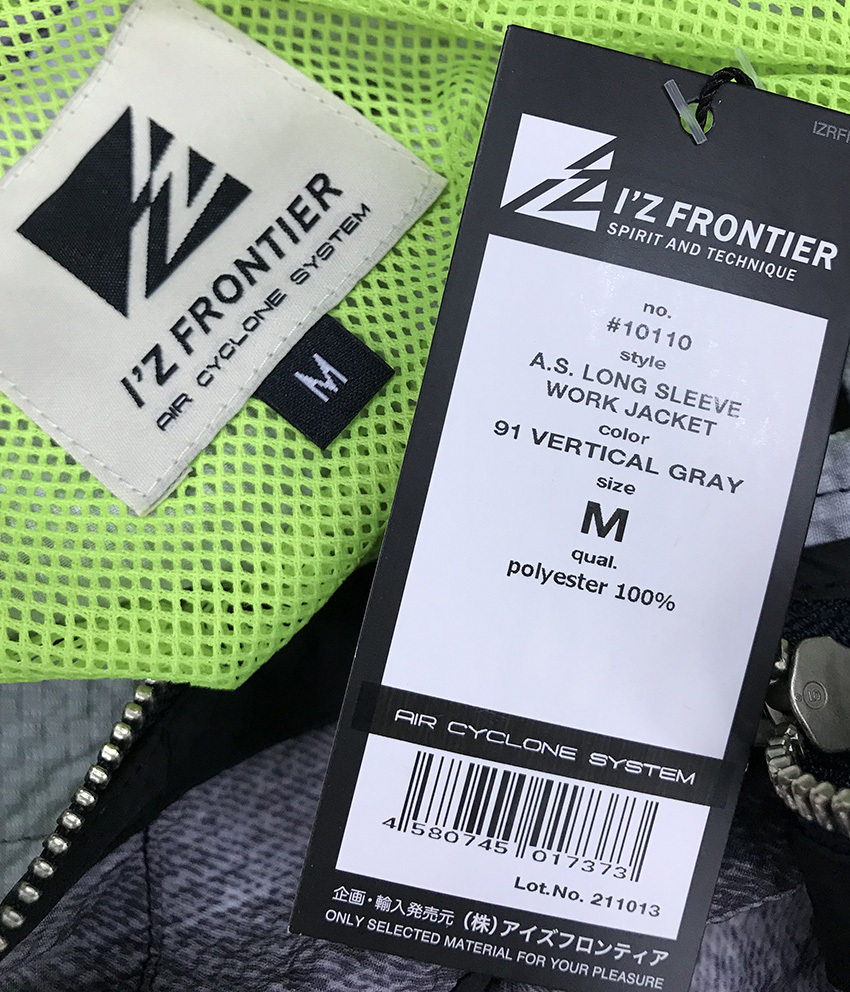 I'Z FRONTIER
AIR CYCLONE SYSTEM
M
I'Z FRONTIER
SPIRIT AND TECHNIQUE
no.
#10110
style
A.S. LONG SLEEVE
WORK JACKET
color
91 VERTICAL GRAY
size
M
qual.
polyester 100%
AIR CYCLONE SYSTEM
4 580745 017373
Lot.No. 211013
企画・輸入発売元 (株)アイズフロンティア
ONLY SELECTED MATERIAL FOR YOUR PLEASURE